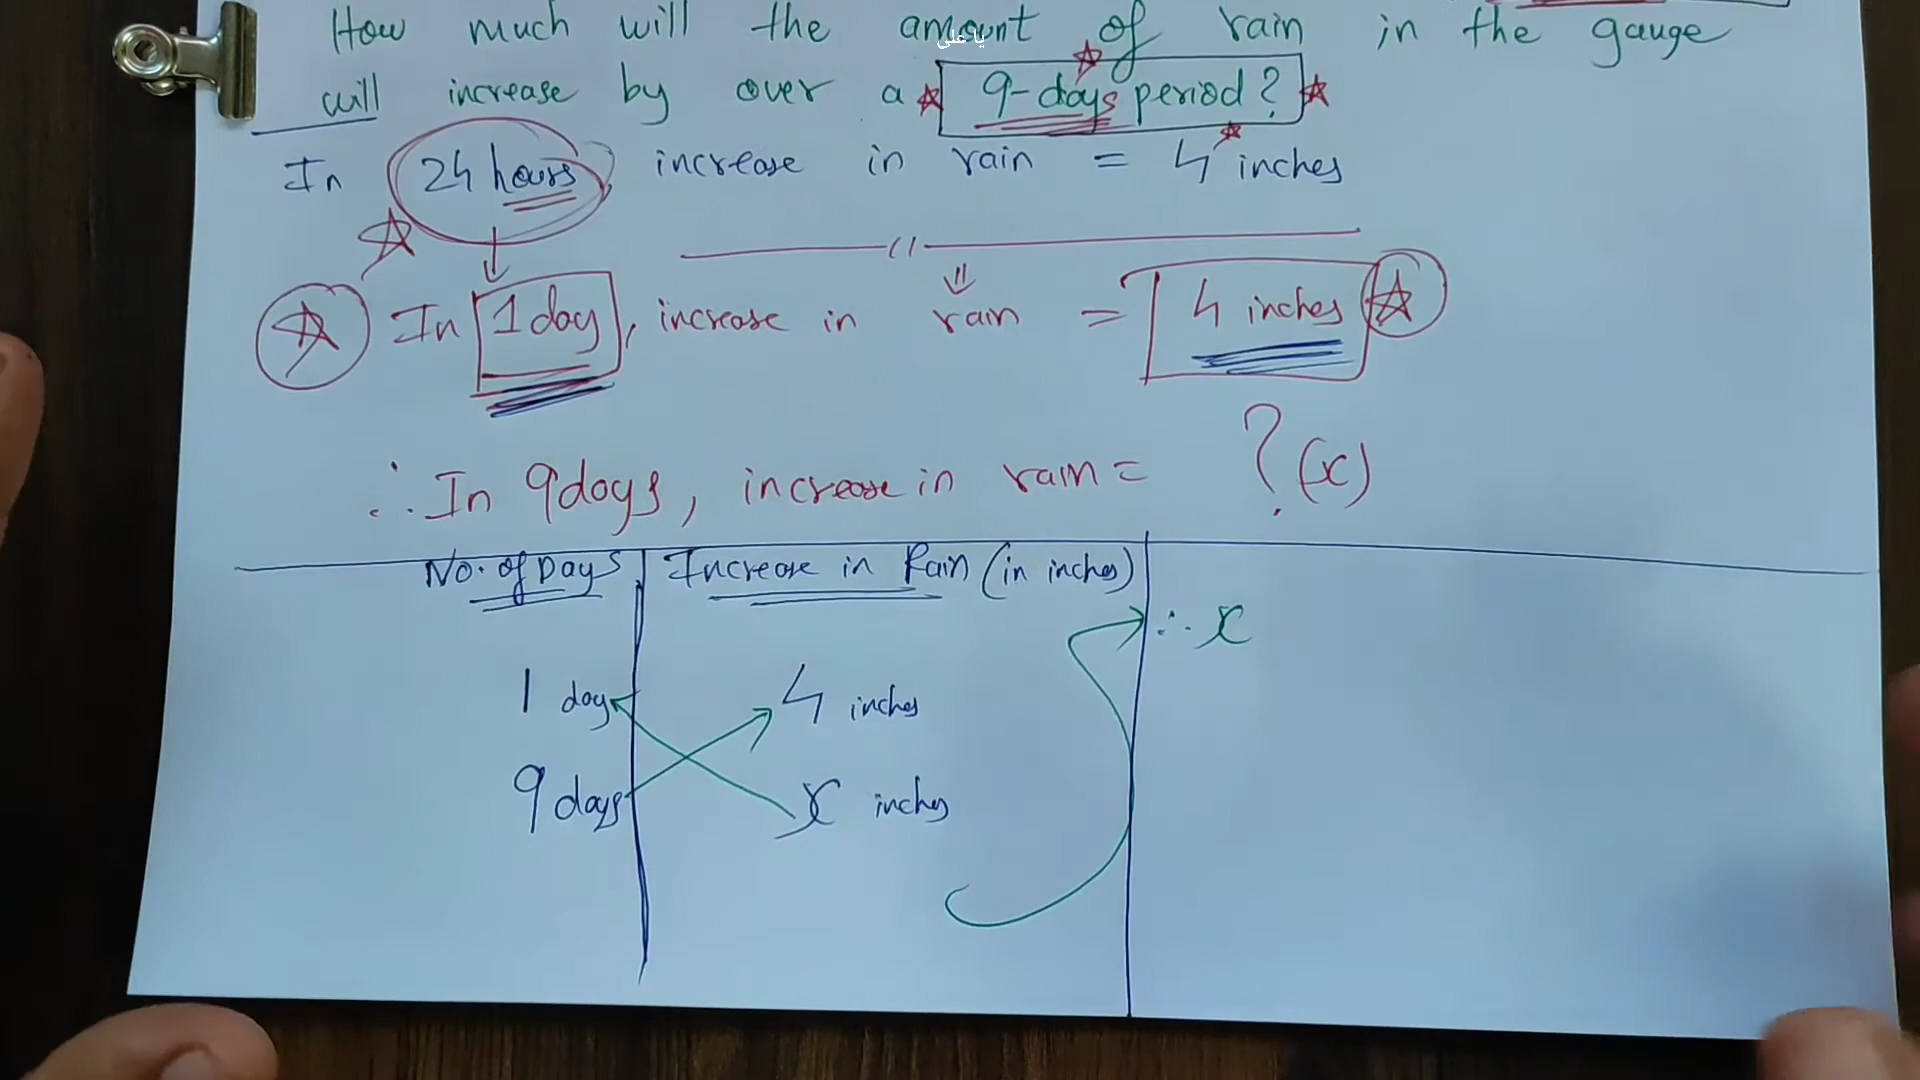 How much will the amount of rain in the gauge
يا على
will increase by over a 9-days period?
In 24 hours, increase in rain = 4 inches
In 1 day, increase in rain = 4 inches
∴ In 9 days, increase in rain = ? (x)
No. of Days Increase in Rain (in inches)
∴ x
1 day 4 inches
9 days x inches